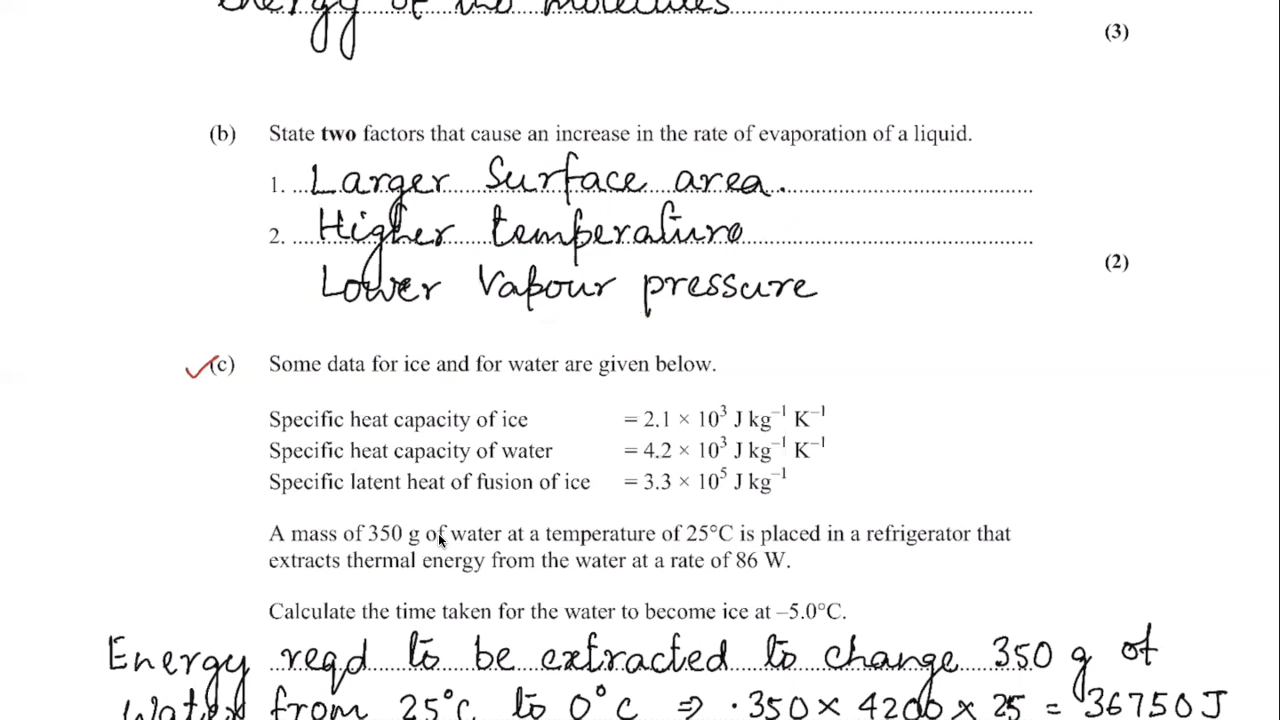 Energy of the molecules
(3)
(b) State two factors that cause an increase in the rate of evaporation of a liquid.
1. Larger Surface area.
2. Higher temperature
(2)
Lower Vapour pressure
(c) Some data for ice and for water are given below.
Specific heat capacity of ice = 2.1 × 10³ J kg⁻¹ K⁻¹
Specific heat capacity of water = 4.2 × 10³ J kg⁻¹ K⁻¹
Specific latent heat of fusion of ice = 3.3 × 10⁵ J kg⁻¹
A mass of 350 g of water at a temperature of 25°C is placed in a refrigerator that
extracts thermal energy from the water at a rate of 86 W.
Calculate the time taken for the water to become ice at –5.0°C.
Energy reqd to be extracted to change 350 g of
Water from 25°C to 0°C ⇒ .350 × 4200 × 25 = 36750 J